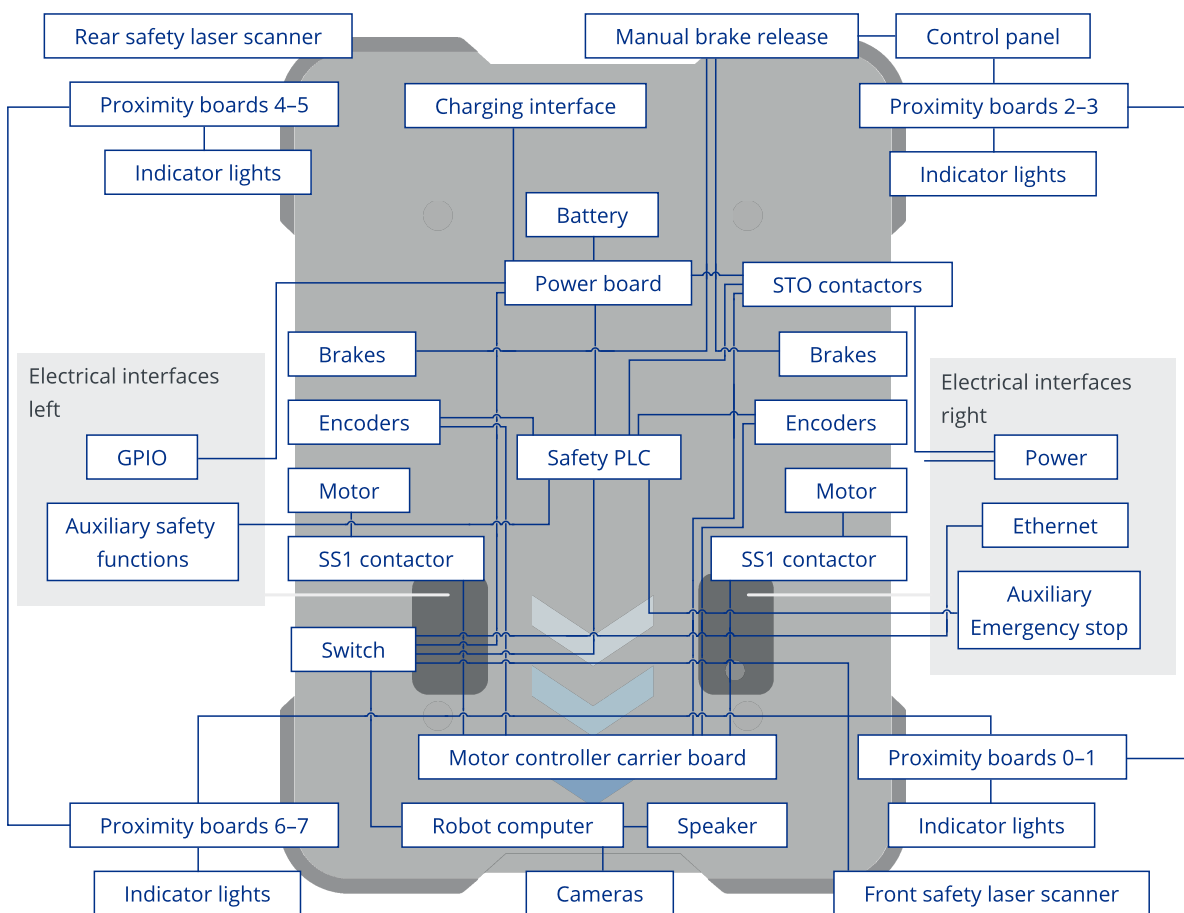 Rear safety laser scanner
Manual brake release
Control panel
Proximity boards 4–5
Charging interface
Proximity boards 2–3
Indicator lights
Indicator lights
Battery
Power board
STO contactors
Brakes
Brakes
Electrical interfaces
left
Electrical interfaces
right
Encoders
Encoders
GPIO
Safety PLC
Power
Motor
Motor
Auxiliary safety
functions
Ethernet
SS1 contactor
SS1 contactor
Auxiliary
Emergency stop
Switch
Motor controller carrier board
Proximity boards 0–1
Proximity boards 6–7
Robot computer
Speaker
Indicator lights
Indicator lights
Cameras
Front safety laser scanner